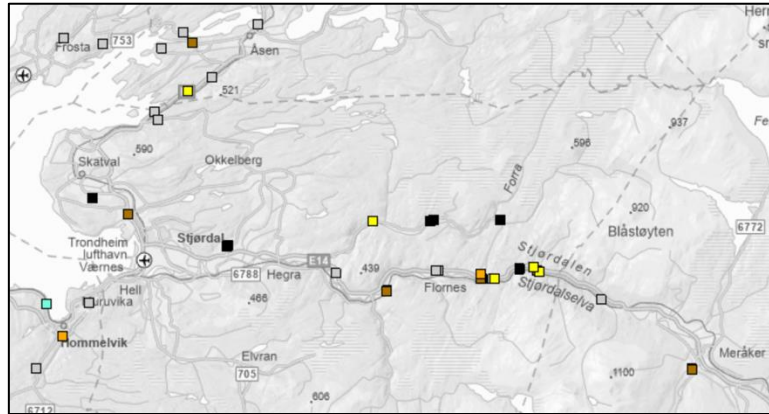 Frosta
753
Åsen
521
937
Skatval
590
Okkelberg
596
Forra
920
Blåstøyten
6772
Stjørdal
Trondheim
lufthavn
Værnes
E14
Stjørdalen
6788
Hegra
439
Hell
Flornes
Stjørdalselva
466
Hommelvik
Elvran
Meråker
705
1100
606
6712